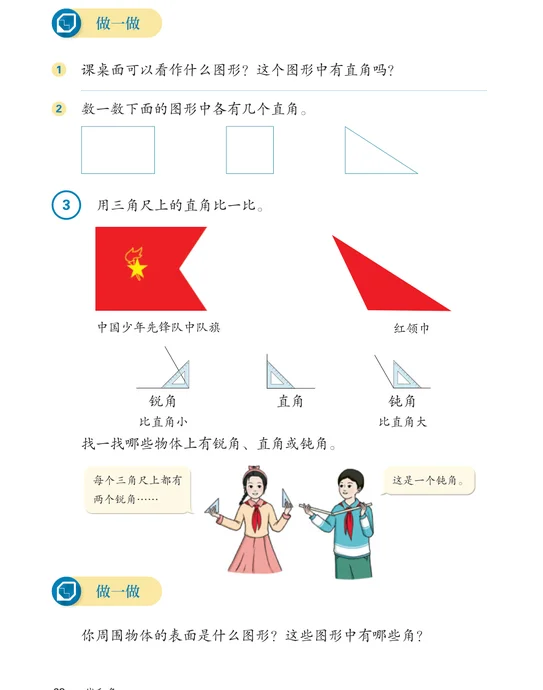 做一做
1 课桌面可以看作什么图形？这个图形中有直角吗？
2 数一数下面的图形中各有几个直角。
3 用三角尺上的直角比一比。
中国少年先锋队中队旗
红领巾
锐角 直角 钝角
比直角小 比直角大
找一找哪些物体上有锐角、直角或钝角。
每个三角尺上都有
两个锐角……
这是一个钝角。
做一做
你周围物体的表面是什么图形？这些图形中有哪些角？